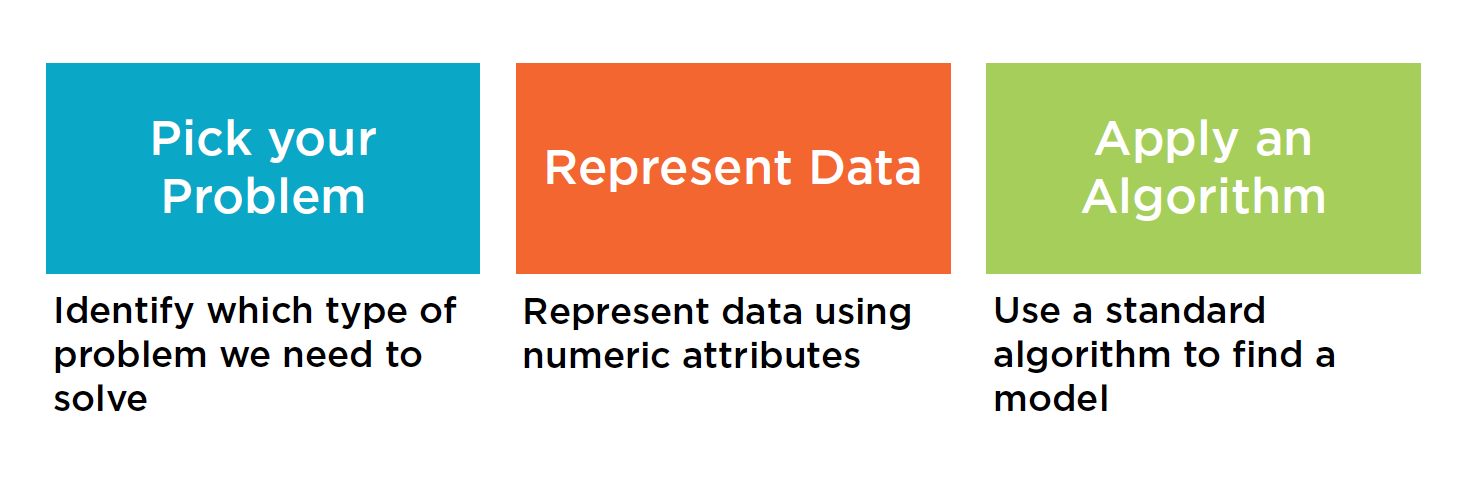 Pick your
Problem
Identify which type of
problem we need to
solve
Represent Data
Represent data using
numeric attributes
Apply an
Algorithm
Use a standard
algorithm to find a
model